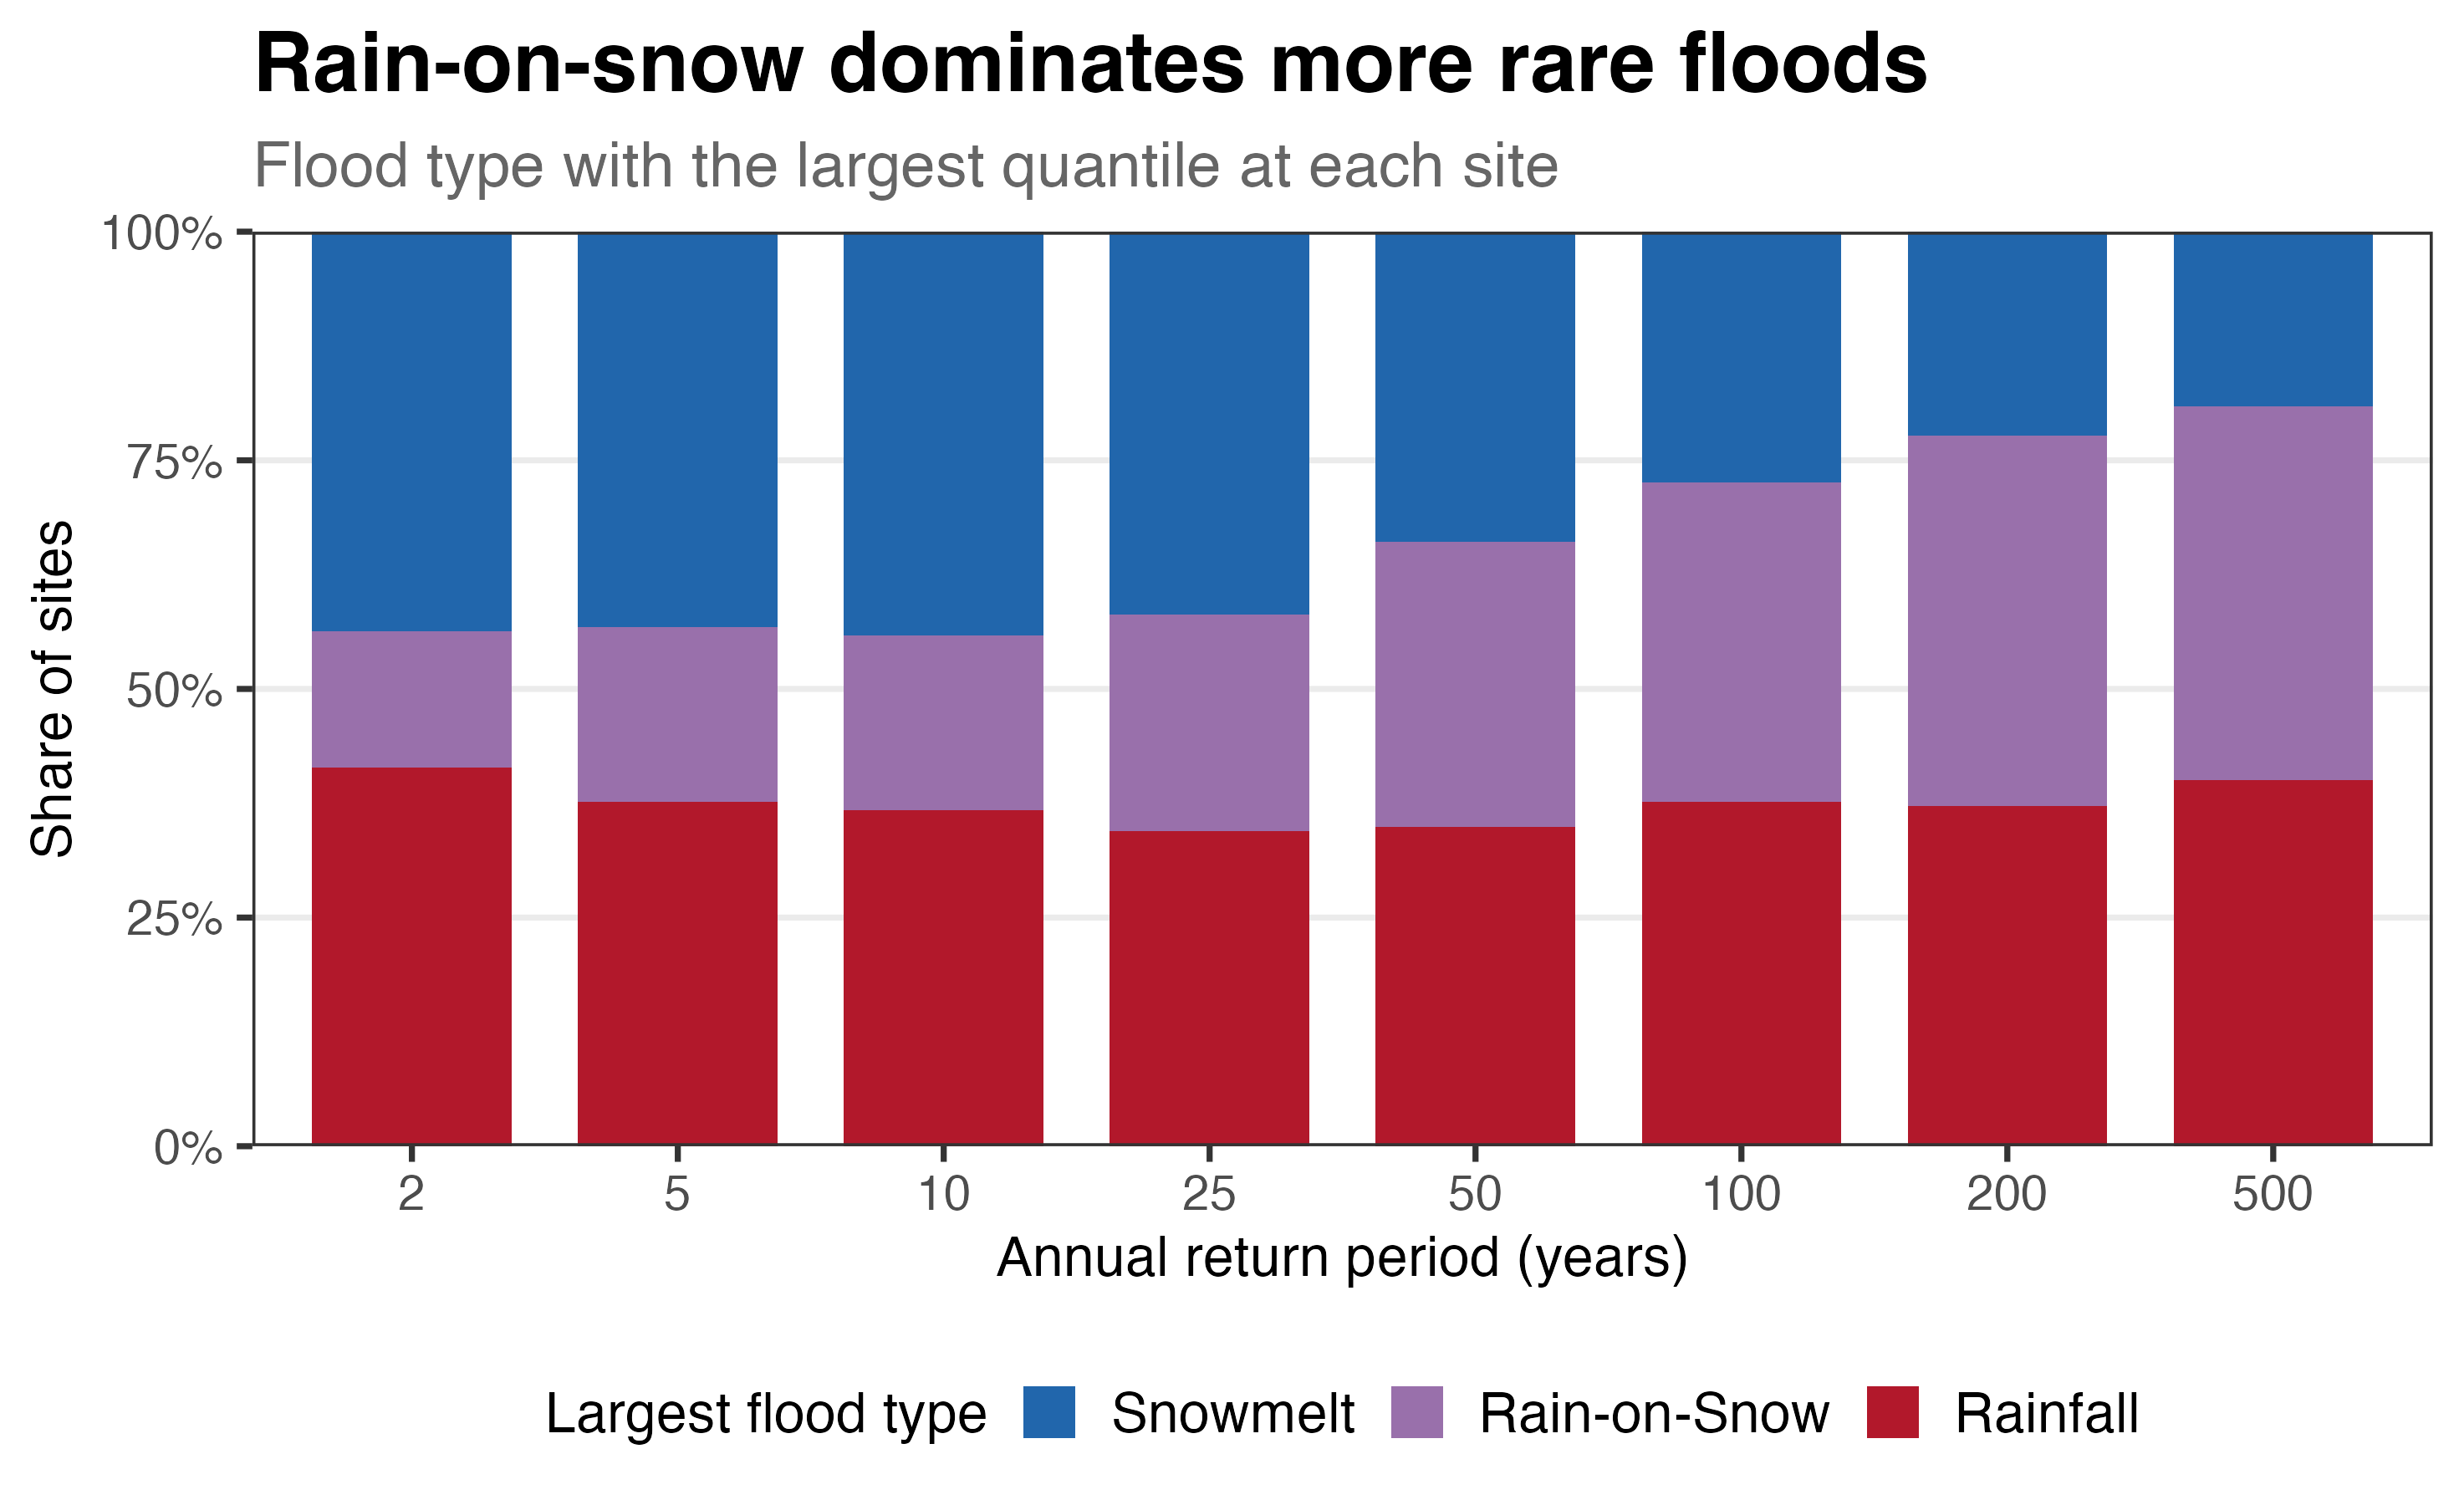 Rain-on-snow dominates more rare floods
Flood type with the largest quantile at each site
100%
75%
50%
25%
0%
Share of sites
2 5 10 25 50 100 200 500
Annual return period (years)
Largest flood type Snowmelt Rain-on-Snow Rainfall